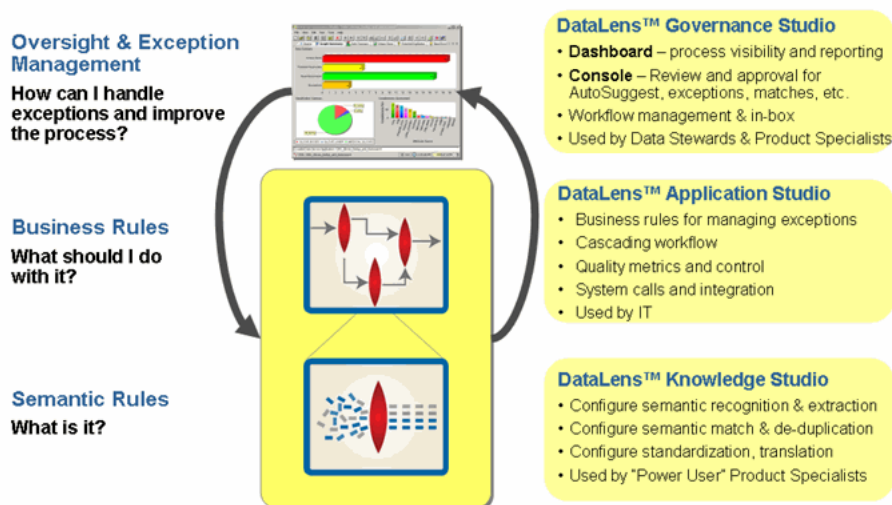 Oversight & Exception
Management
How can I handle
exceptions and improve
the process?
Business Rules
What should I do
with it?
Semantic Rules
What is it?
DataLens™ Governance Studio
• Dashboard – process visibility and reporting
• Console – Review and approval for
AutoSuggest, exceptions, matches, etc.
• Workflow management & in-box
• Used by Data Stewards & Product Specialists
DataLens™ Application Studio
• Business rules for managing exceptions
• Cascading workflow
• Quality metrics and control
• System calls and integration
• Used by IT
DataLens™ Knowledge Studio
• Configure semantic recognition & extraction
• Configure semantic match & de-duplication
• Configure standardization, translation
• Used by "Power User" Product Specialists